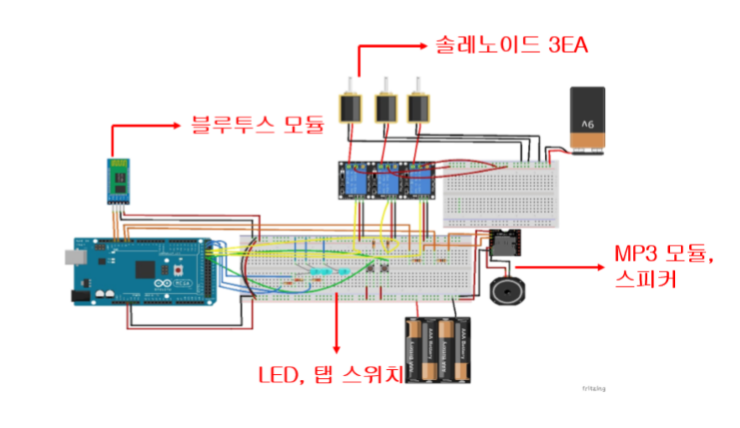 솔레노이드 3EA
블루투스 모듈
9V
MP3 모듈,
스피커
LED, 탭 스위치
fritzing